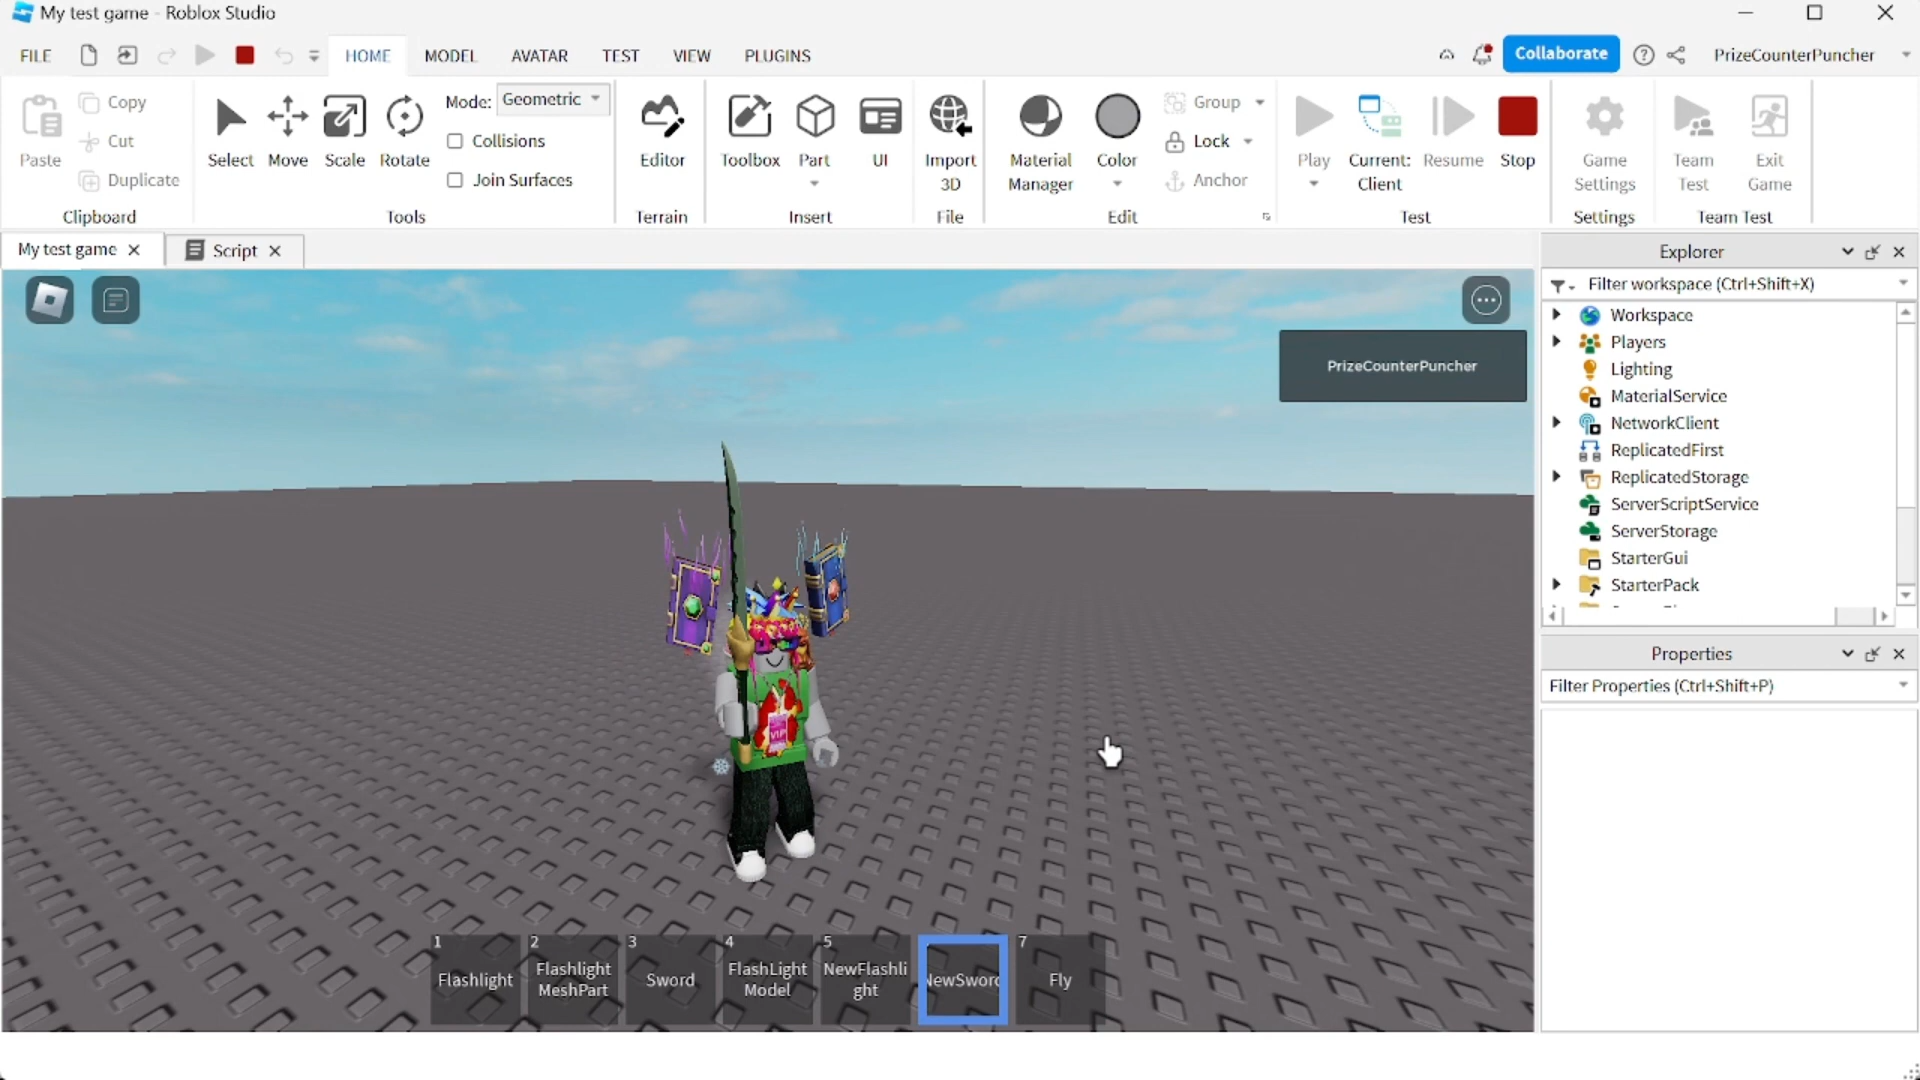 My test game - Roblox Studio
FILE
HOME
MODEL
AVATAR
TEST
VIEW
PLUGINS
Collaborate
PrizeCounterPuncher
Paste
Copy
Cut
Duplicate
Clipboard
Select
Move
Scale
Rotate
Mode: Geometric
Collisions
Join Surfaces
Tools
Editor
Terrain
Toolbox
Part
UI
Insert
Import
3D
File
Material
Manager
Color
Group
Lock
Anchor
Edit
Play
Current:
Client
Resume
Stop
Test
Game
Settings
Settings
Team
Test
Exit
Game
Team Test
My test game
Script
PrizeCounterPuncher
VIP
1
Flashlight
2
Flashlight
MeshPart
3
Sword
4
FlashLight
Model
5
NewFlashli
ght
NewSword
7
Fly
Explorer
Filter workspace (Ctrl+Shift+X)
Workspace
Players
Lighting
MaterialService
NetworkClient
ReplicatedFirst
ReplicatedStorage
ServerScriptService
ServerStorage
StarterGui
StarterPack
Properties
Filter Properties (Ctrl+Shift+P)